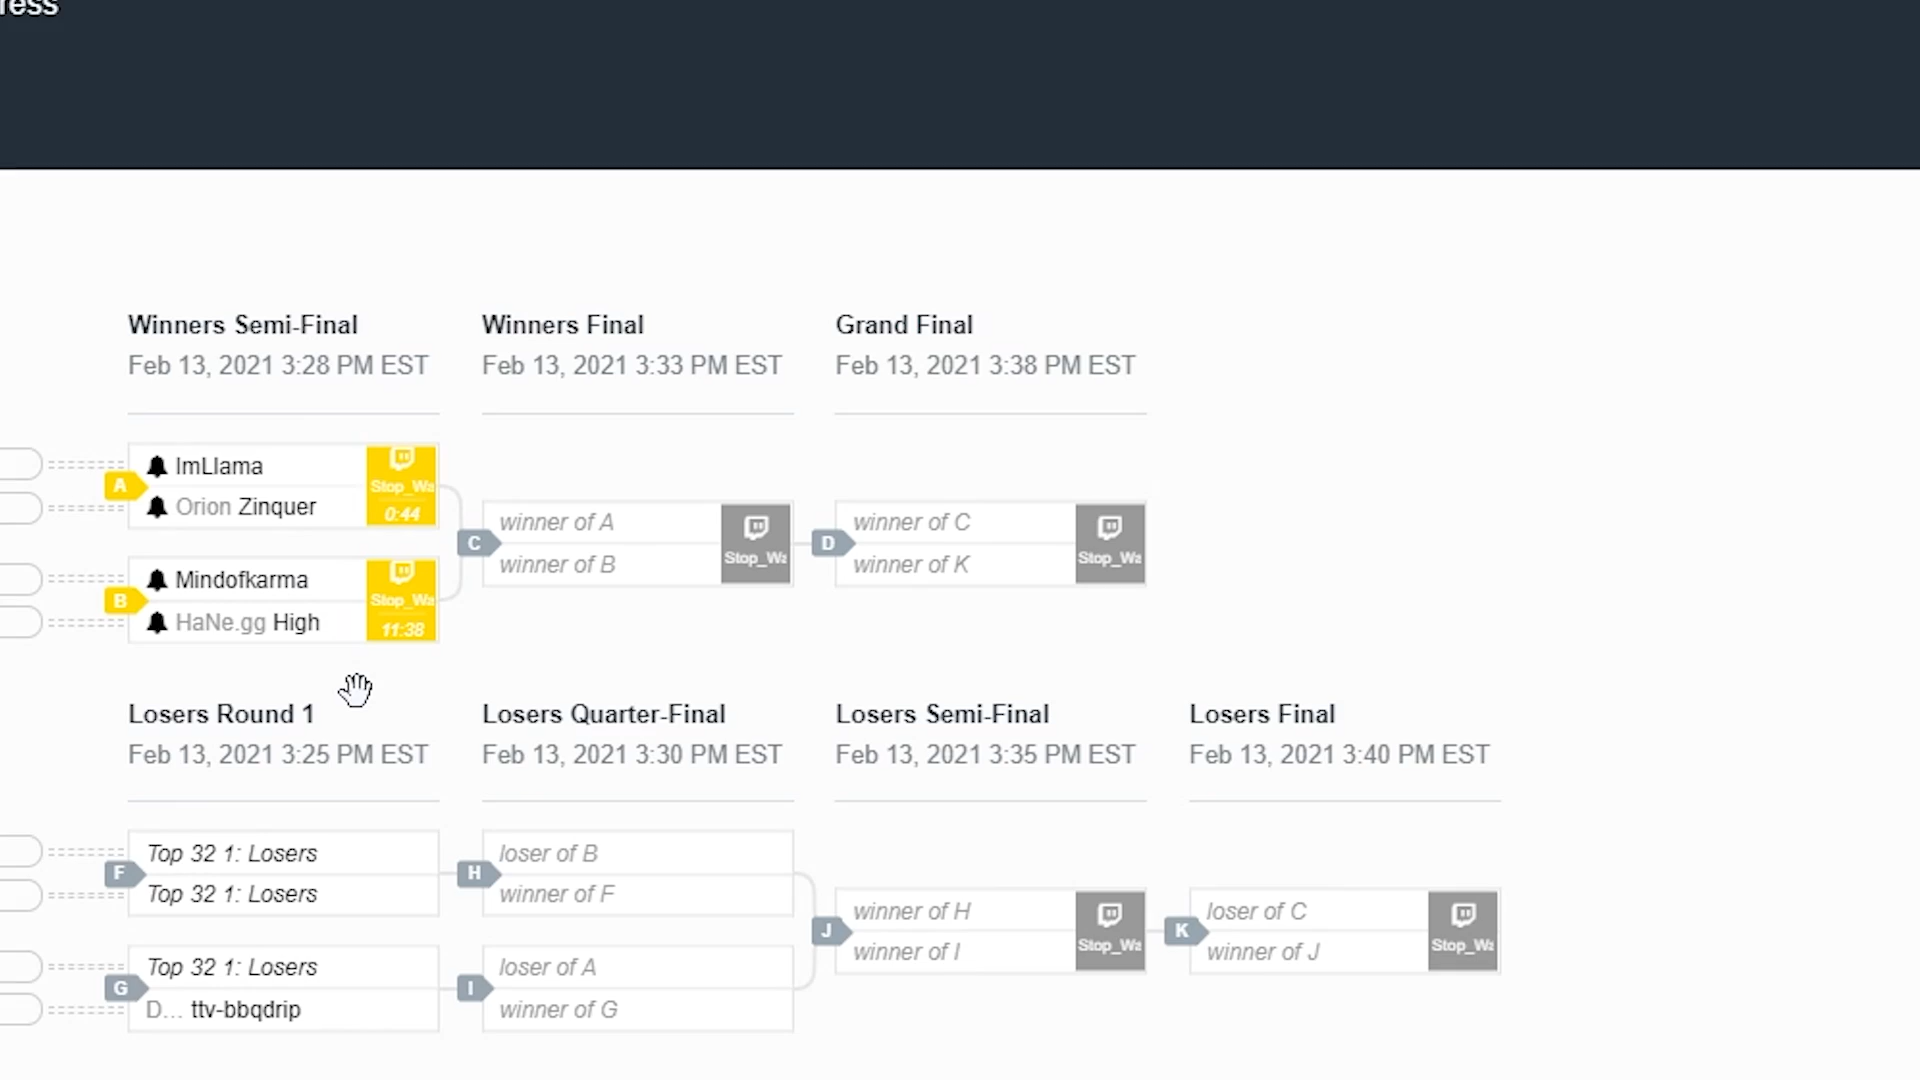 Winners Semi-Final
Feb 13, 2021 3:28 PM EST
Winners Final
Feb 13, 2021 3:33 PM EST
Grand Final
Feb 13, 2021 3:38 PM EST
A
ImLlama
Orion Zinquer
Stop_Wa
0:44
B
Mindofkarma
HaNe.gg High
Stop_Wa
11:38
C
winner of A
winner of B
Stop_Wa
D
winner of C
winner of K
Stop_Wa
Losers Round 1
Feb 13, 2021 3:25 PM EST
Losers Quarter-Final
Feb 13, 2021 3:30 PM EST
Losers Semi-Final
Feb 13, 2021 3:35 PM EST
Losers Final
Feb 13, 2021 3:40 PM EST
F
Top 32 1: Losers
Top 32 1: Losers
G
Top 32 1: Losers
D... ttv-bbqdrip
H
loser of B
winner of F
I
loser of A
winner of G
J
winner of H
winner of I
Stop_Wa
K
loser of C
winner of J
Stop_Wa